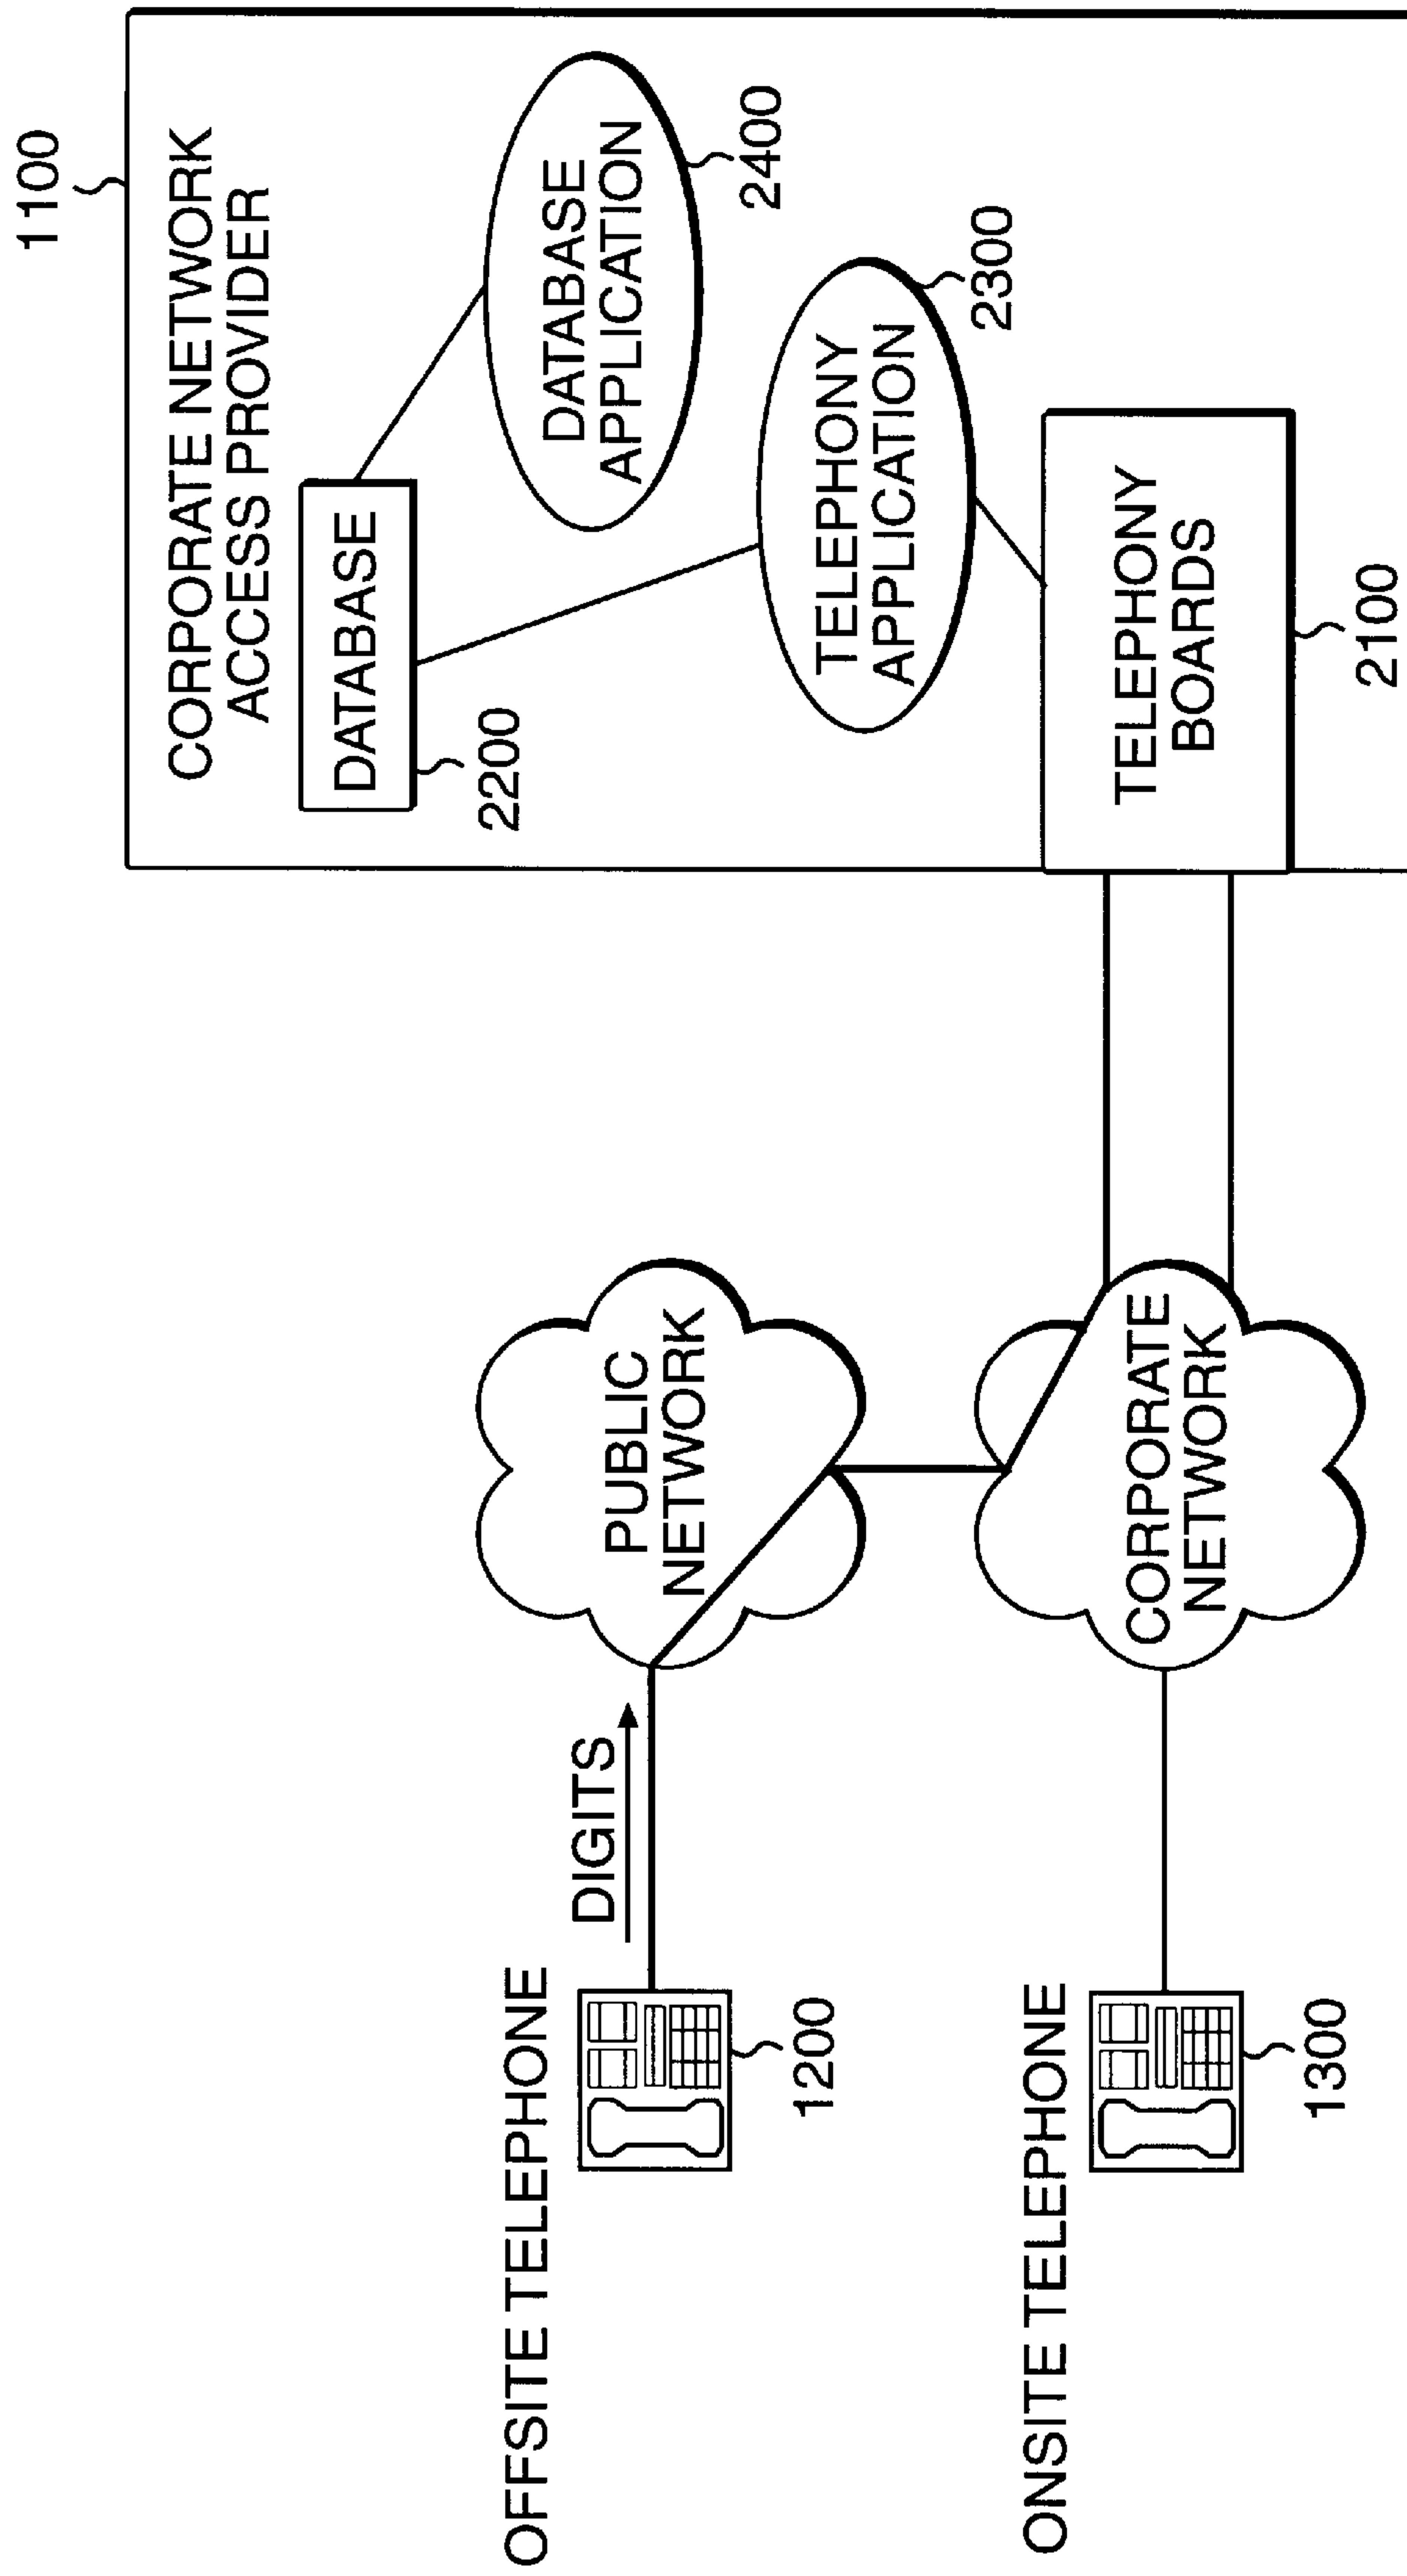 1100
CORPORATE NETWORK
ACCESS PROVIDER
DATABASE
2200
DATABASE
APPLICATION
2400
TELEPHONY
APPLICATION
2300
TELEPHONY
BOARDS
2100
OFFSITE TELEPHONE
DIGITS
1200
PUBLIC
NETWORK
ONSITE TELEPHONE
1300
CORPORATE
NETWORK